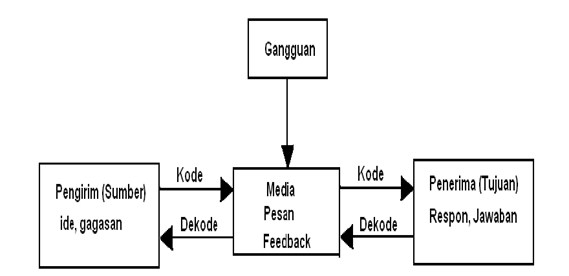 Gangguan
Kode
Kode
Pengirim (Sumber)
ide, gagasan
Media
Pesan
Feedback
Penerima (Tujuan)
Respon, Jawaban
Dekode
Dekode